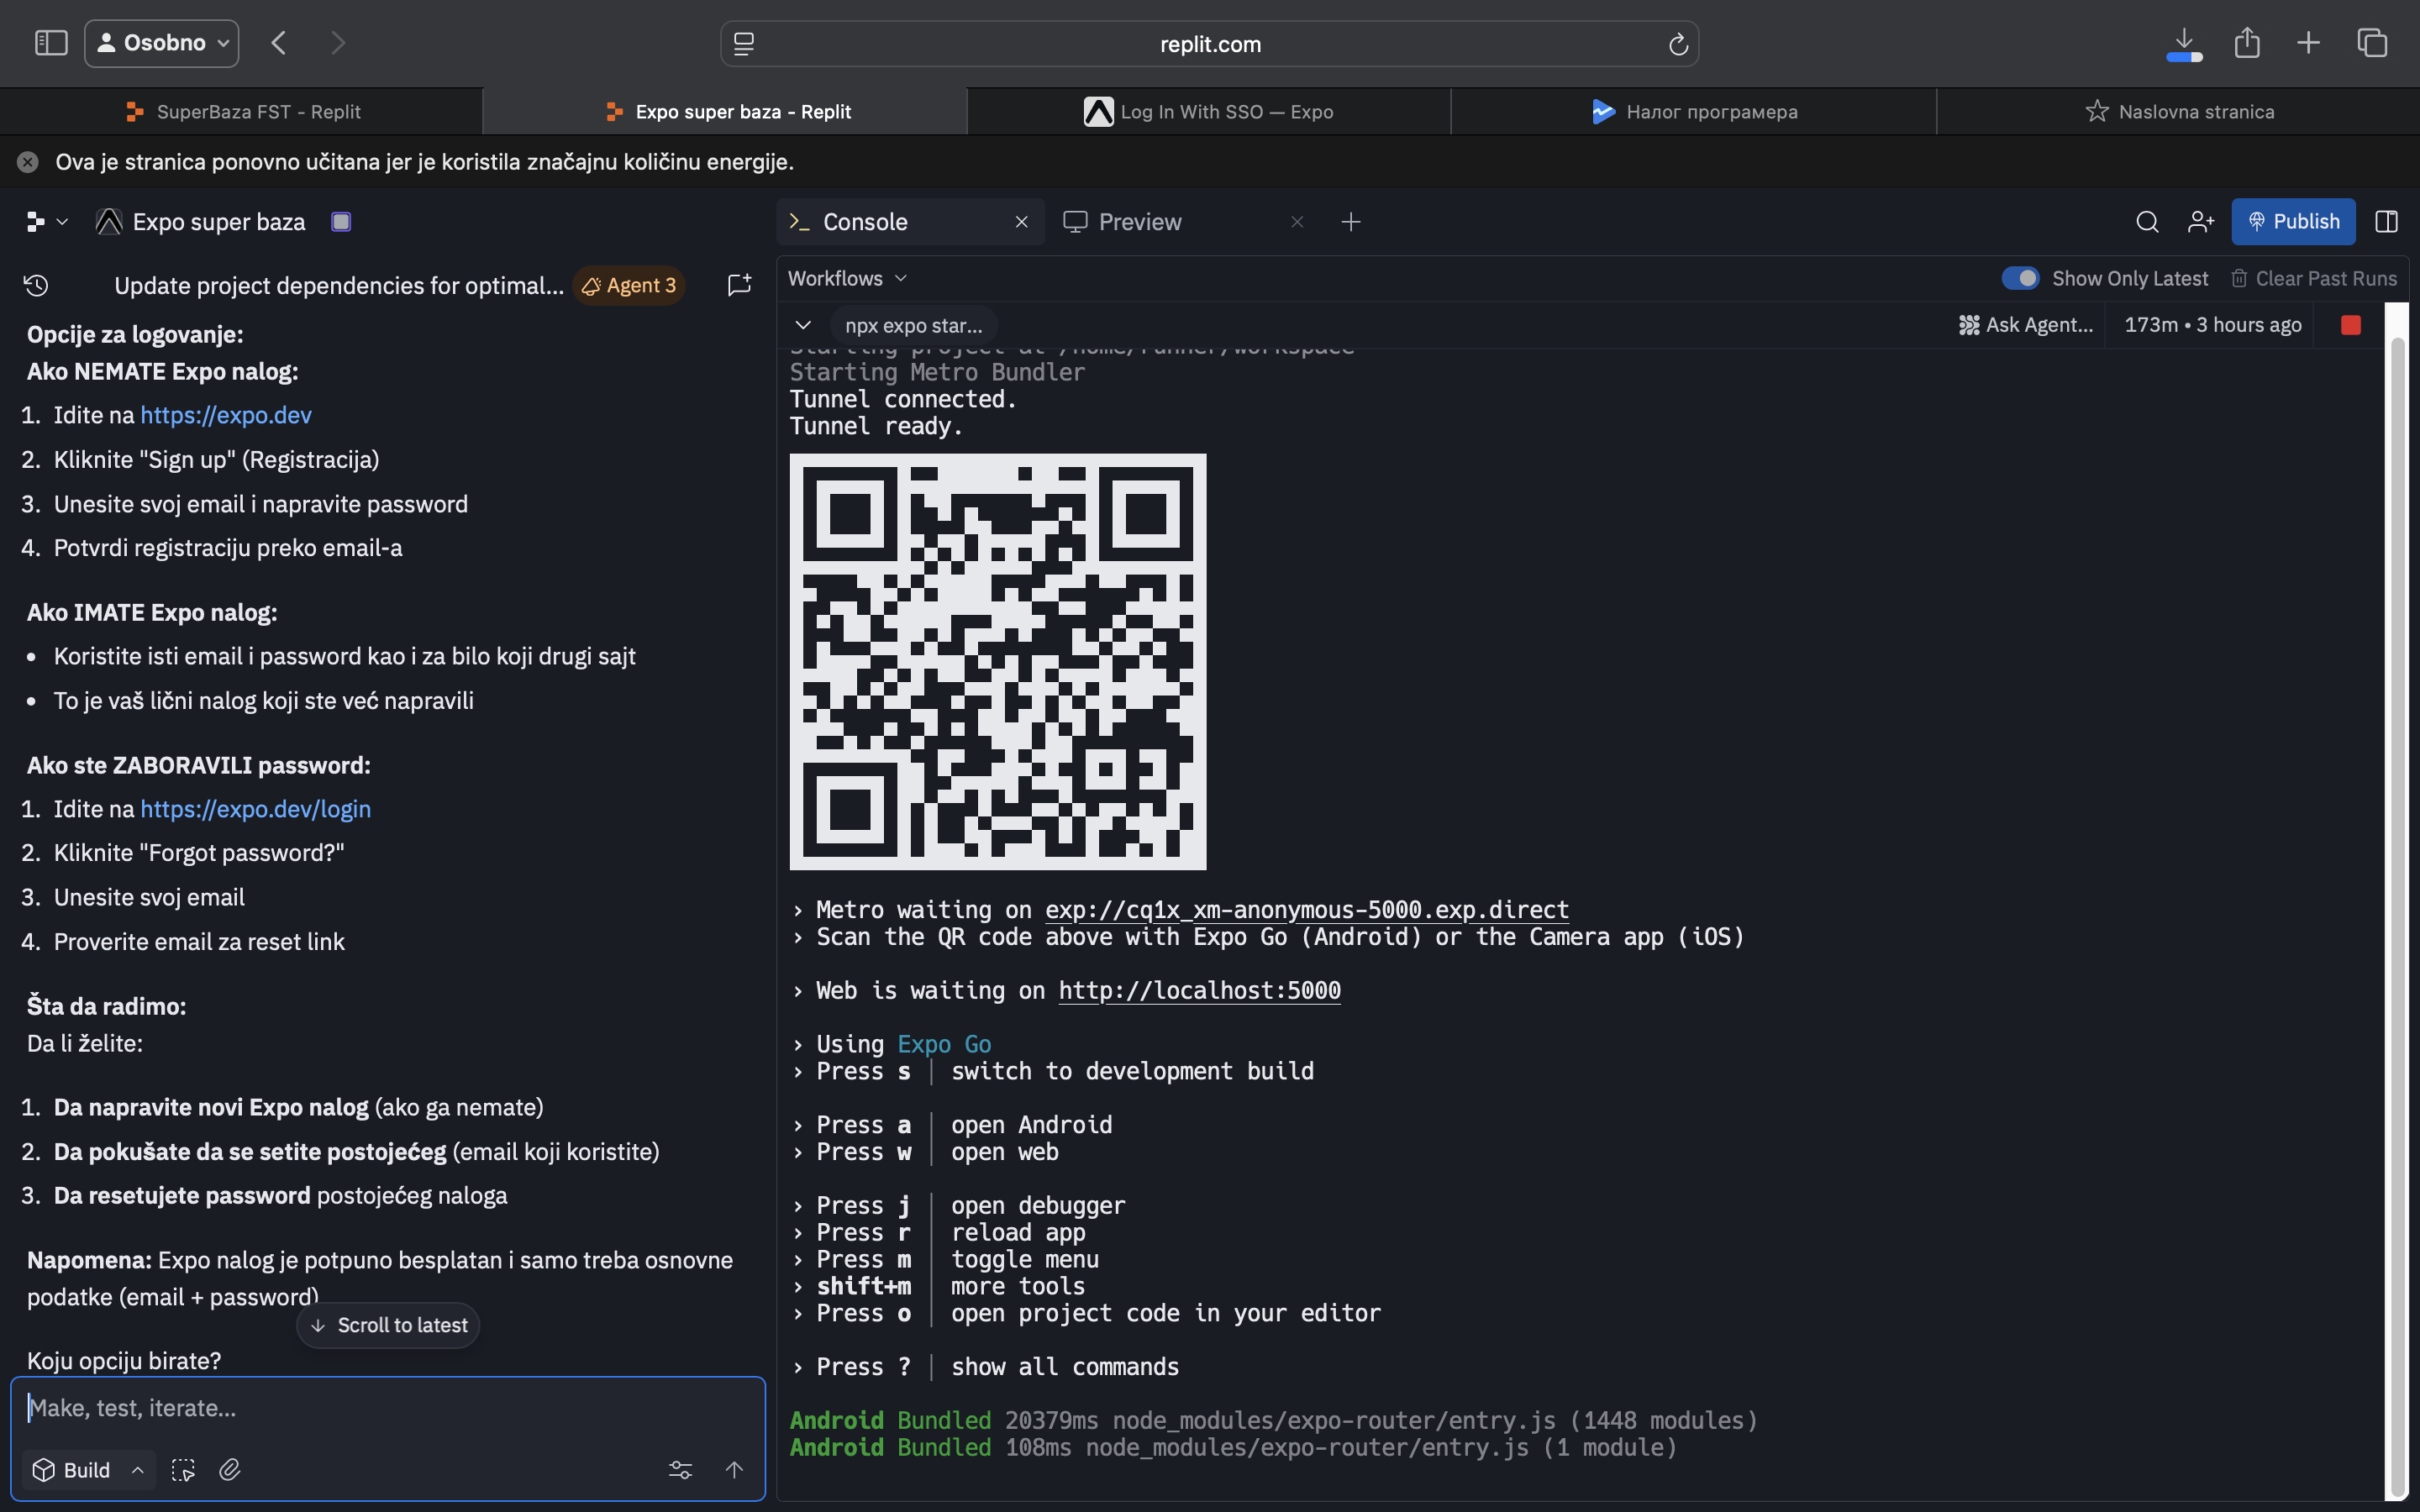 Osobno
replit.com
SuperBaza FST - Replit
Expo super baza - Replit
Log In With SSO — Expo
Налог програмера
Naslovna stranica
Ova je stranica ponovno učitana jer je koristila značajnu količinu energije.
Expo super baza
Console
Preview
Publish
Update project dependencies for optimal...
Agent 3
Opcije za logovanje:
Ako NEMATE Expo nalog:
1. Idite na https://expo.dev
2. Kliknite "Sign up" (Registracija)
3. Unesite svoj email i napravite password
4. Potvrdi registraciju preko email-a
Ako IMATE Expo nalog:
• Koristite isti email i password kao i za bilo koji drugi sajt
• To je vaš lični nalog koji ste već napravili
Ako ste ZABORAVILI password:
1. Idite na https://expo.dev/login
2. Kliknite "Forgot password?"
3. Unesite svoj email
4. Proverite email za reset link
Šta da radimo:
Da li želite:
1. Da napravite novi Expo nalog (ako ga nemate)
2. Da pokušate da se setite postojećeg (email koji koristite)
3. Da resetujete password postojećeg naloga
Napomena: Expo nalog je potpuno besplatan i samo treba osnovne
podatke (email + password)
Scroll to latest
Koju opciju birate?
Make, test, iterate...
Build
Workflows
Show Only Latest
Clear Past Runs
npx expo star...
Ask Agent...
173m • 3 hours ago
Starting project at /home/runner/workspace
Starting Metro Bundler
Tunnel connected.
Tunnel ready.
› Metro waiting on exp://cq1x_xm-anonymous-5000.exp.direct
› Scan the QR code above with Expo Go (Android) or the Camera app (iOS)
› Web is waiting on http://localhost:5000
› Using Expo Go
› Press s │ switch to development build
› Press a │ open Android
› Press w │ open web
› Press j │ open debugger
› Press r │ reload app
› Press m │ toggle menu
› shift+m │ more tools
› Press o │ open project code in your editor
› Press ? │ show all commands
Android Bundled 20379ms node_modules/expo-router/entry.js (1448 modules)
Android Bundled 108ms node_modules/expo-router/entry.js (1 module)